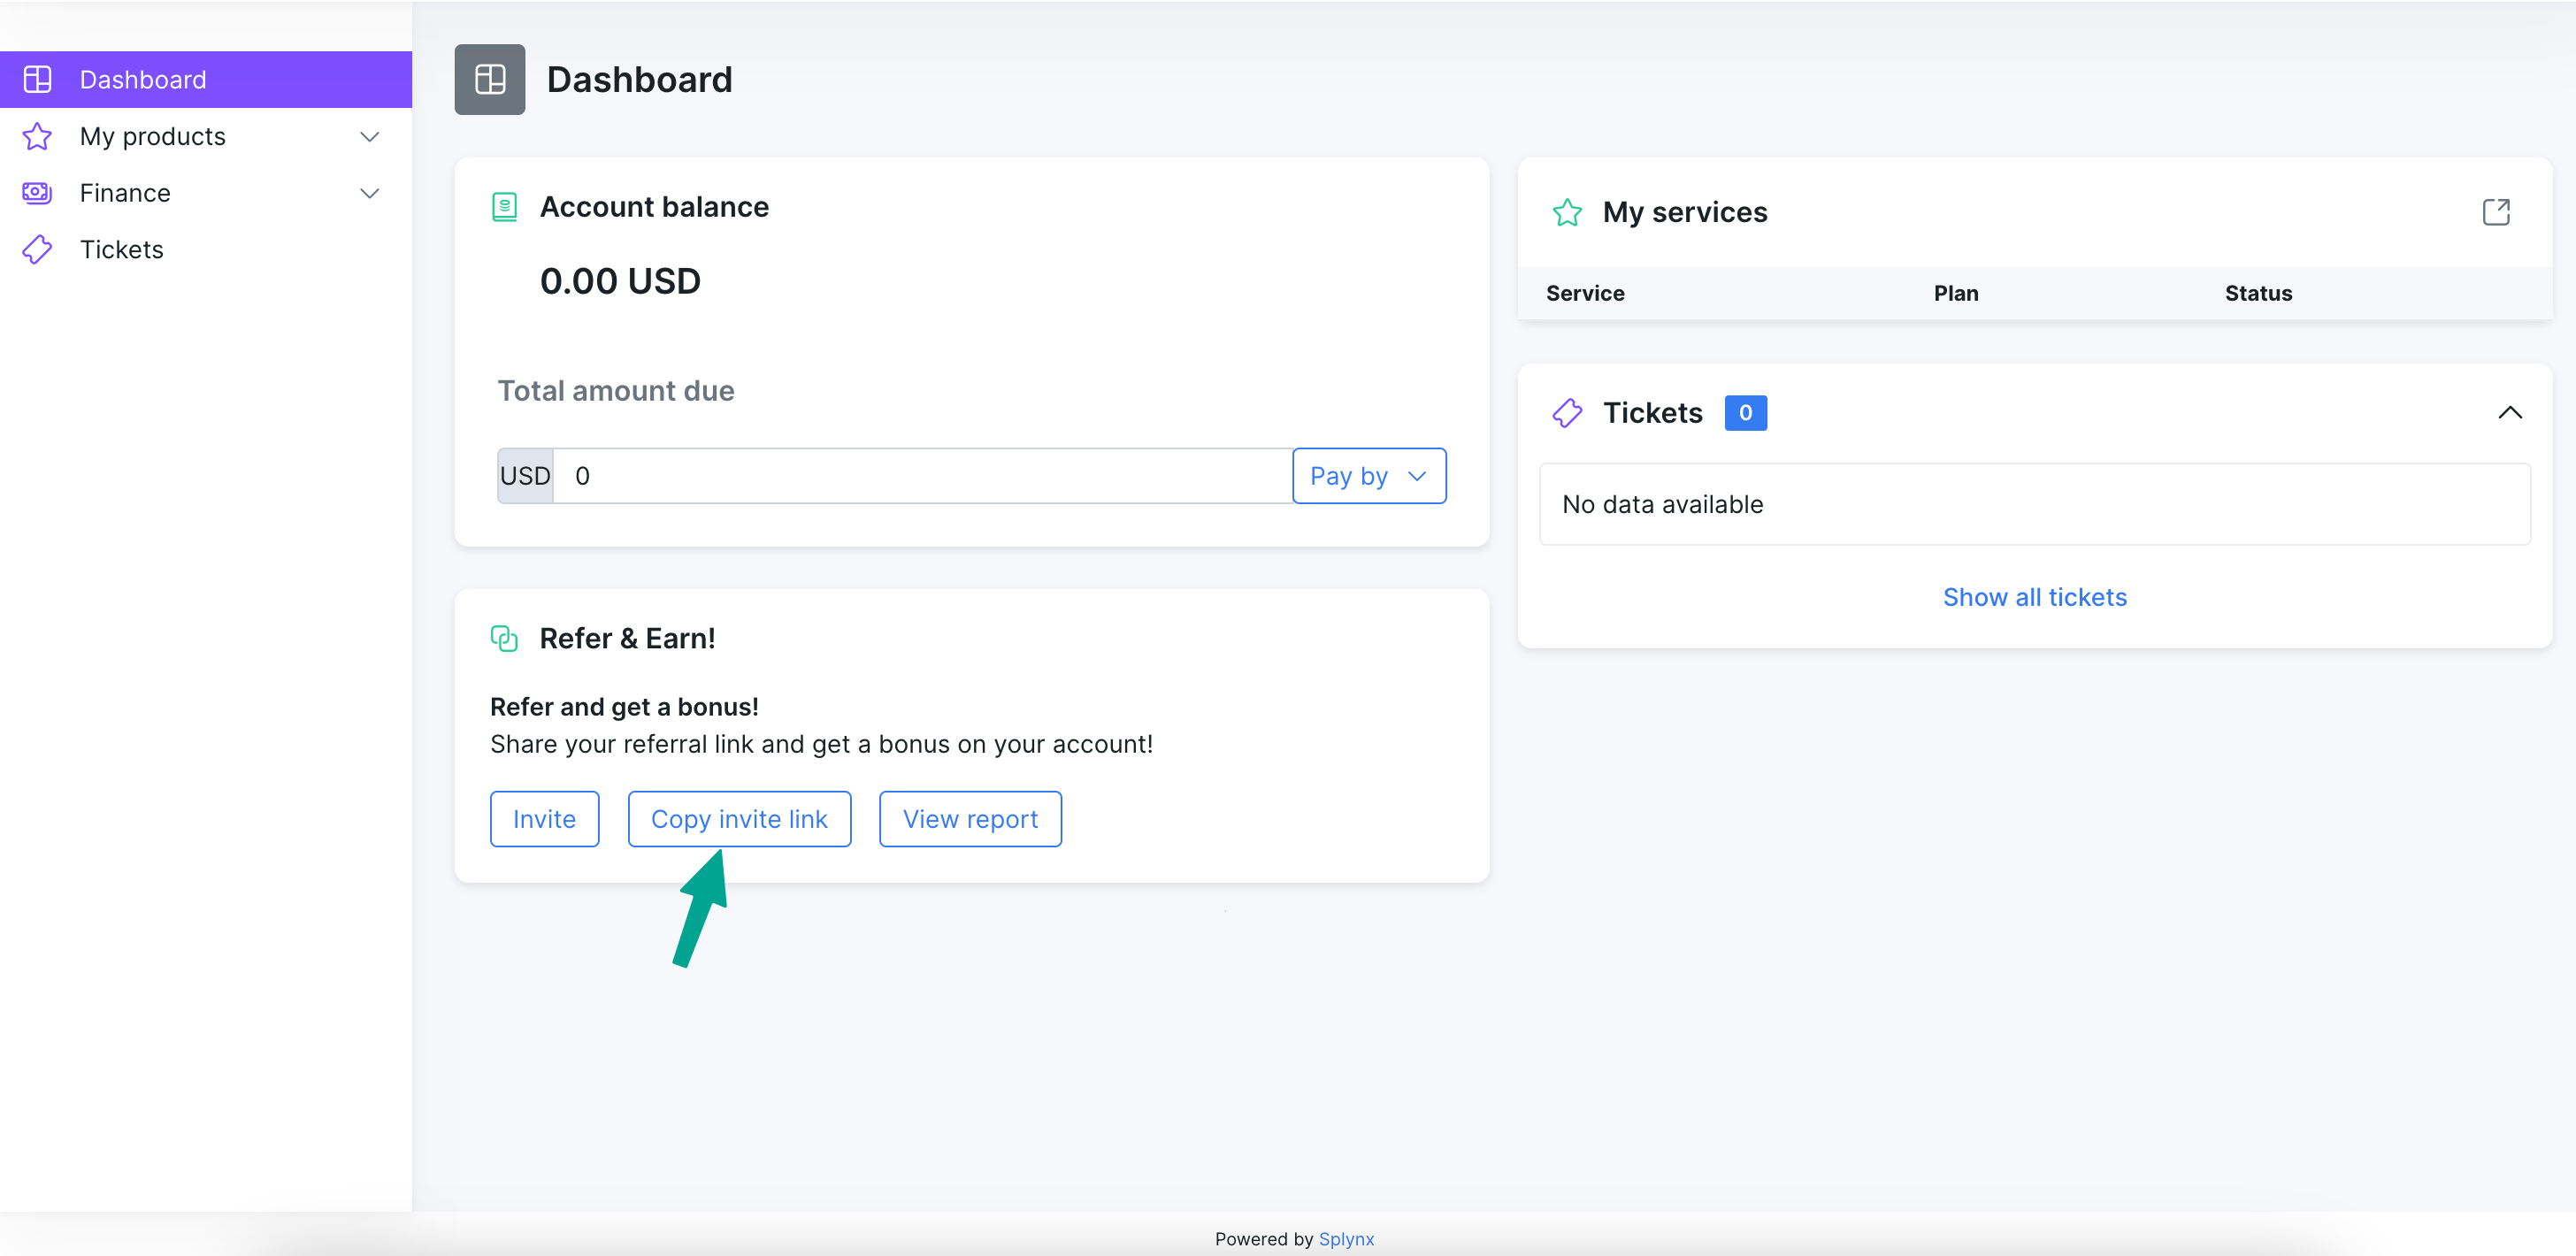 Dashboard
My products
Finance
Tickets
Dashboard
Account balance
0.00 USD
Total amount due
USD 0 Pay by
Refer & Earn!
Refer and get a bonus!
Share your referral link and get a bonus on your account!
Invite Copy invite link View report
My services
Service Plan Status
Tickets 0
No data available
Show all tickets
Powered by Splynx